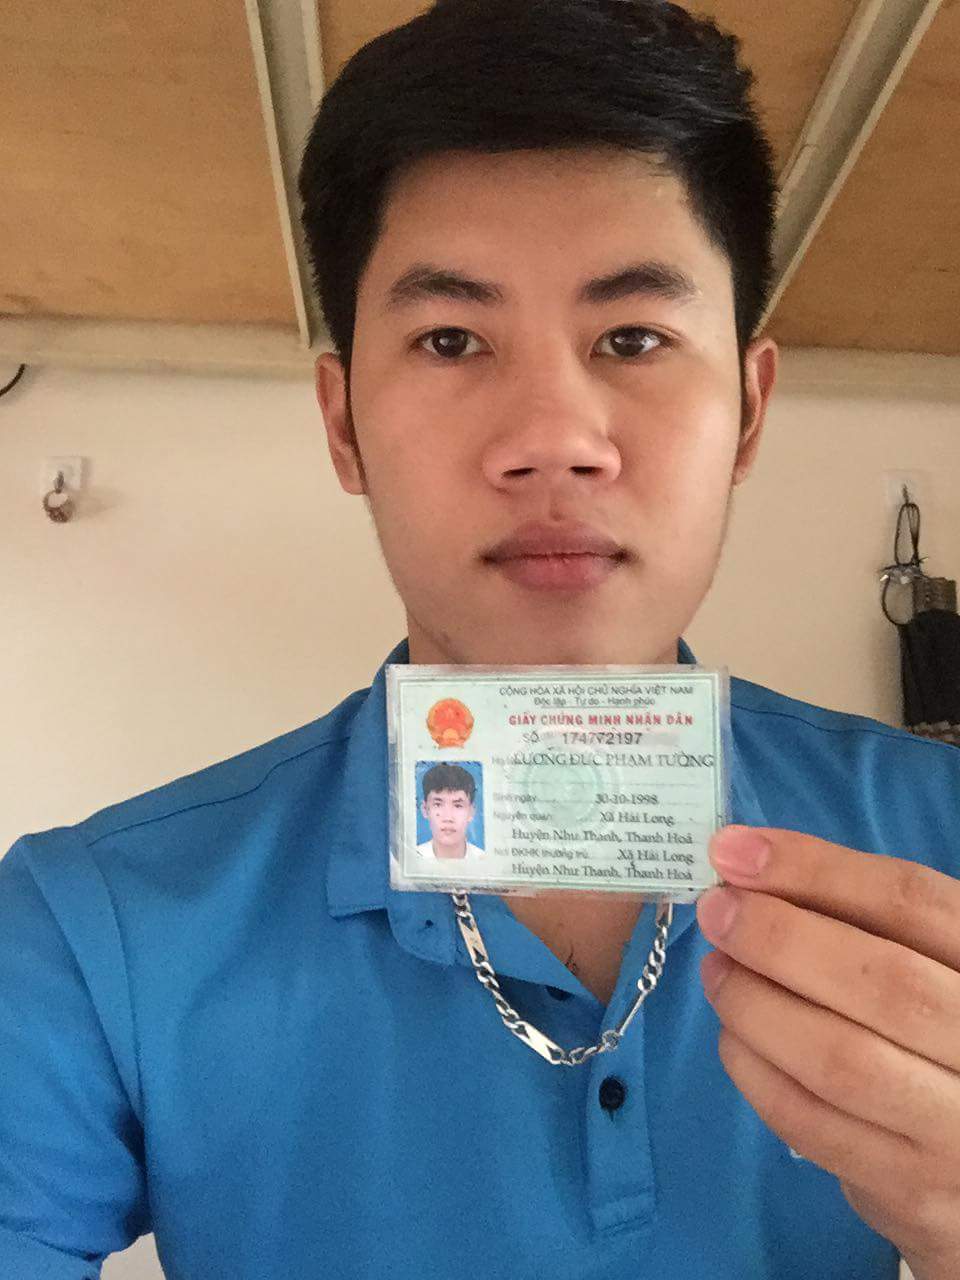 CỘNG HÒA XÃ HỘI CHỦ NGHĨA VIỆT NAM
Độc lập - Tự do - Hạnh phúc
GIẤY CHỨNG MINH NHÂN DÂN
SỐ 174772197
Họ tên LƯƠNG ĐỨC PHẠM TƯỜNG
Sinh ngày 30-10-1998
Nguyên quán Xã Hải Long
Huyện Như Thanh, Thanh Hoá
Nơi ĐKHK thường trú Xã Hải Long
Huyện Như Thanh, Thanh Hoá